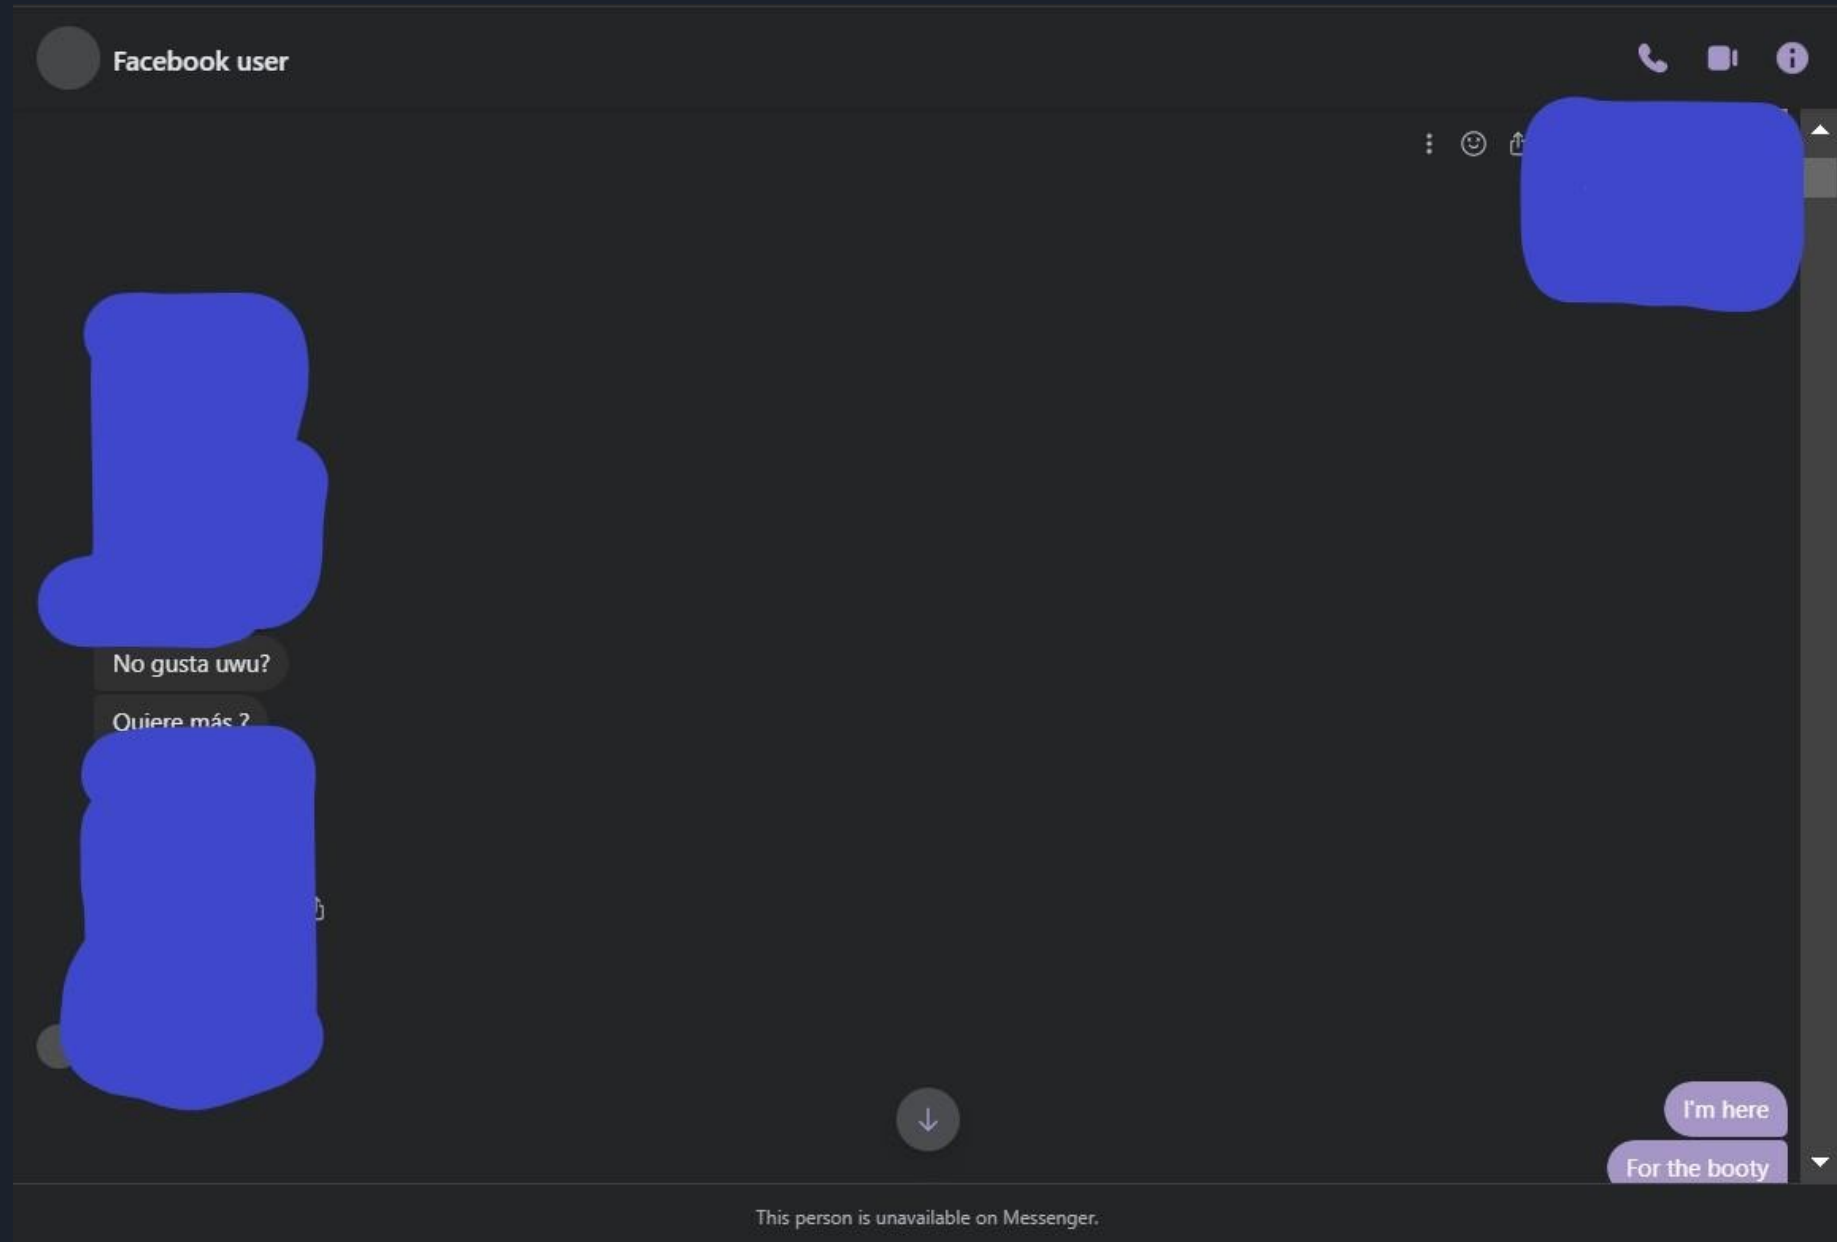 Facebook user
No gusta uwu?
Quiere más ?
I'm here
For the booty
This person is unavailable on Messenger.